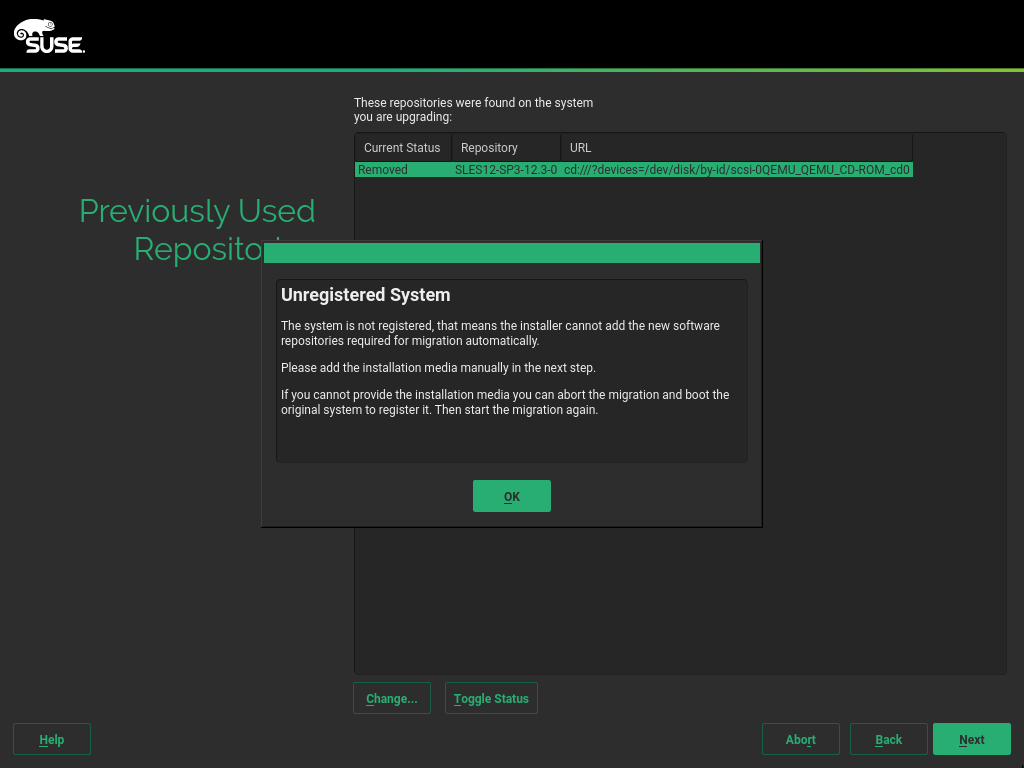 SUSE.
These repositories were found on the system
you are upgrading:
Current Status Repository URL
Removed SLES12-SP3-12.3-0 cd:///?devices=/dev/disk/by-id/scsi-0QEMU_QEMU_CD-ROM_cd0
Previously Used
Reposito
Unregistered System
The system is not registered, that means the installer cannot add the new software
repositories required for migration automatically.
Please add the installation media manually in the next step.
If you cannot provide the installation media you can abort the migration and boot the
original system to register it. Then start the migration again.
OK
Change... Toggle Status
Help Abort Back Next